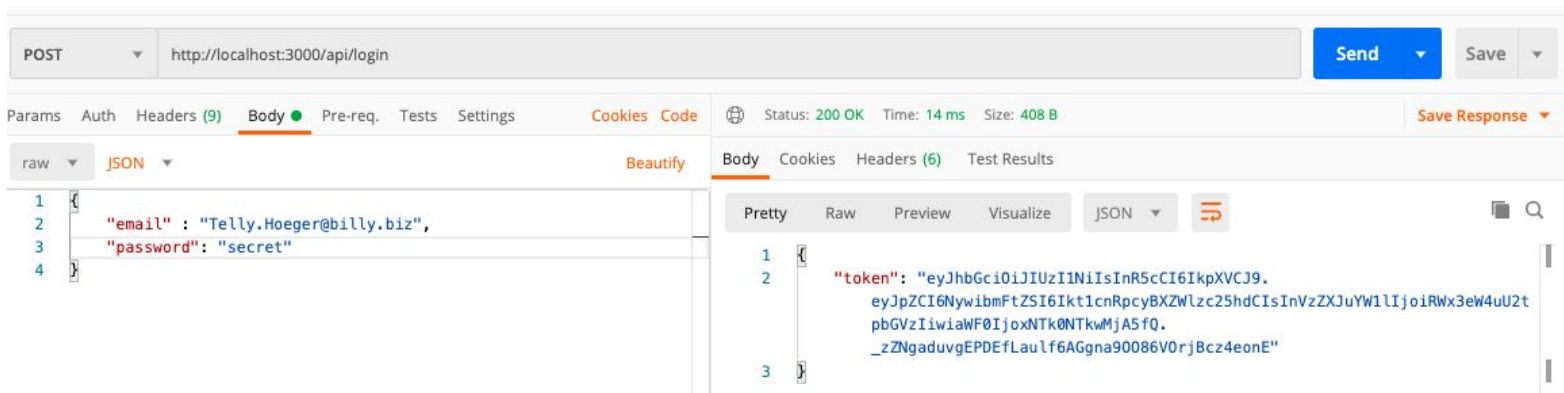 POST http://localhost:3000/api/login Send Save
Params Auth Headers (9) Body Pre-req. Tests Settings Cookies Code
raw JSON Beautify
1 {
2 "email" : "Telly.Hoeger@billy.biz",
3 "password": "secret"
4 }
Status: 200 OK Time: 14 ms Size: 408 B Save Response
Body Cookies Headers (6) Test Results
Pretty Raw Preview Visualize JSON
1 {
2 "token": "eyJhbGciOiJIUzI1NiIsInR5cCI6IkpXVCJ9.
eyJpZCI6NywibmFtZSI6Ikt1cnRpcyBXZWlzc25hdCIsInVzZXJuYW1lIjoiRWx3eW4uU2t
pbGVzIiwiaWF0IjoxNTk0NTkwMjA5fQ.
_zZNgaduvgEPDEfLaulf6AGgna9OO86VOrjBcz4eonE"
3 }